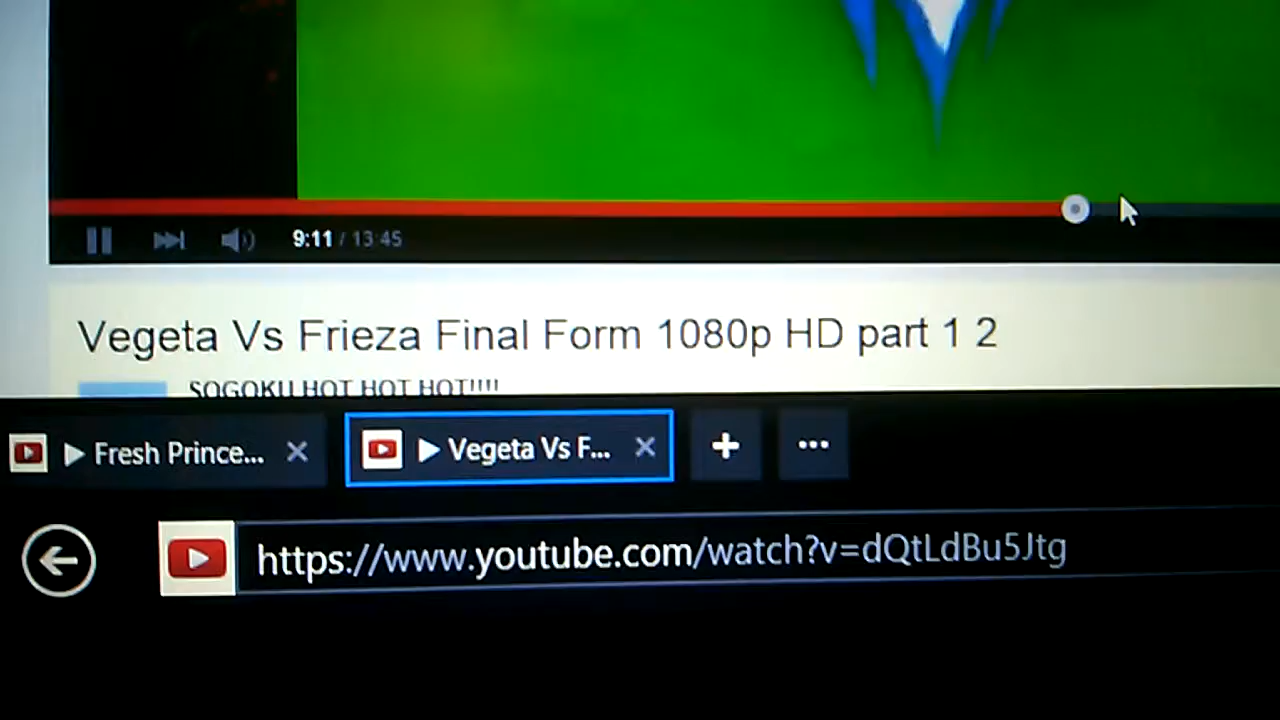 9:11 / 13:45
Vegeta Vs Frieza Final Form 1080p HD part 1 2
SOGOKU HOT HOT HOT!!!!
▶ Fresh Prince... ×
▶ Vegeta Vs F... ×
+ ...
https://www.youtube.com/watch?v=dQtLdBu5Jtg